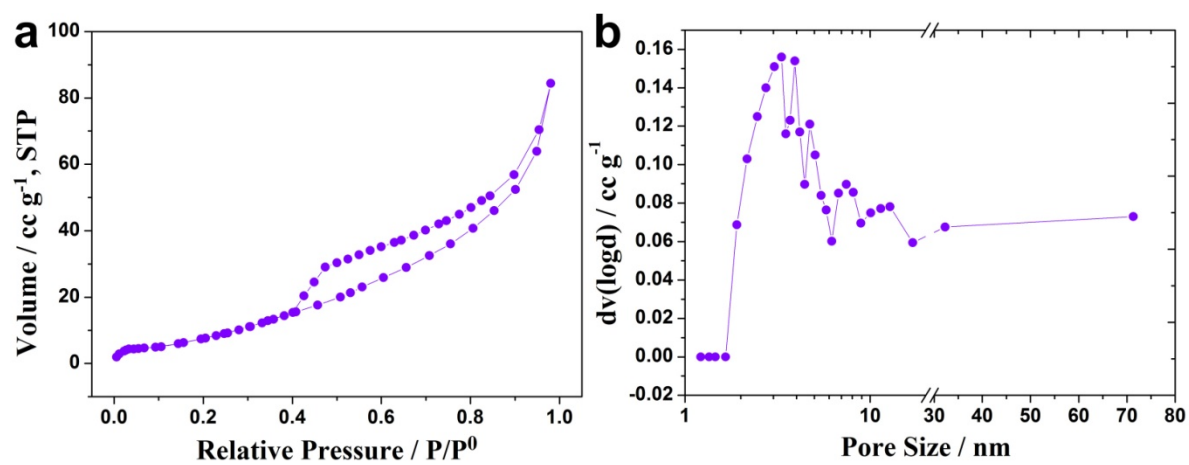 a
Volume / cc g⁻¹, STP
100
80
60
40
20
0
0.0 0.2 0.4 0.6 0.8 1.0
Relative Pressure / P/P⁰
b
dv(logd) / cc g⁻¹
0.16
0.14
0.12
0.10
0.08
0.06
0.04
0.02
0.00
-0.02
1 10 30 40 50 60 70 80
Pore Size / nm